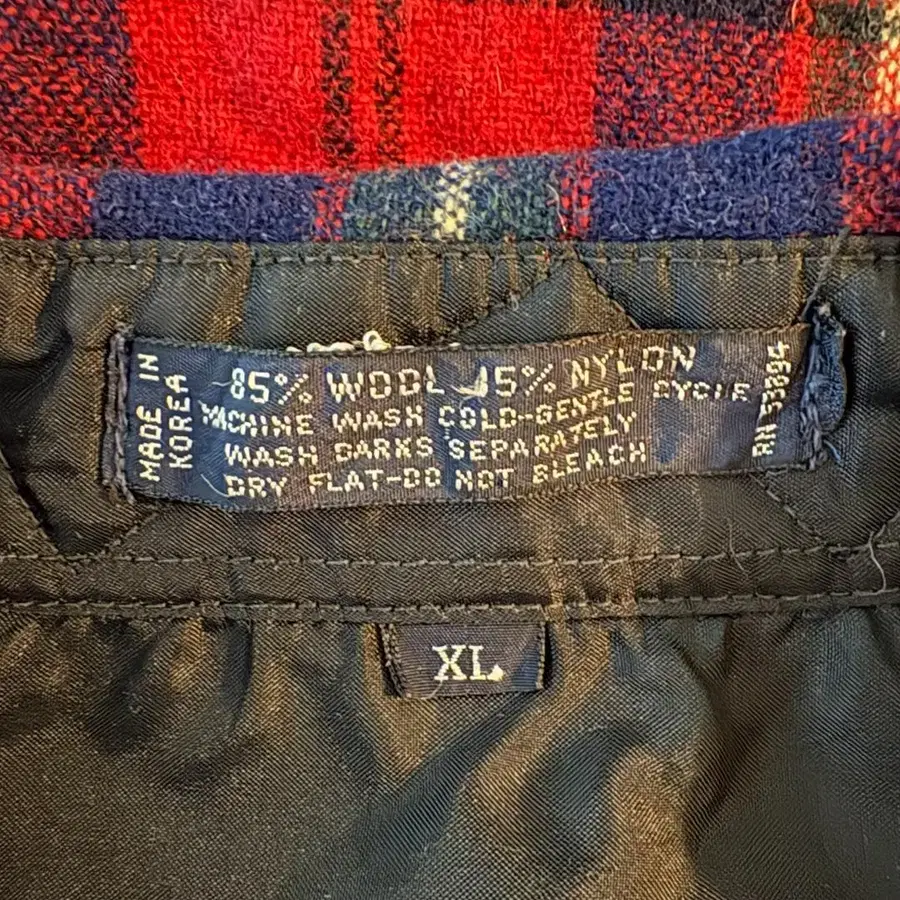 MADE IN
KOREA
85% WOOL 15% NYLON
MACHINE WASH COLD-GENTLE CYCLE
WASH DARKS SEPARATELY
DRY FLAT-DO NOT BLEACH
RN 53894
XL